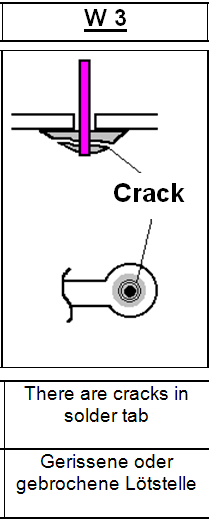 W 3
Crack
There are cracks in
solder tab
Gerissene oder
gebrochene Lötstelle